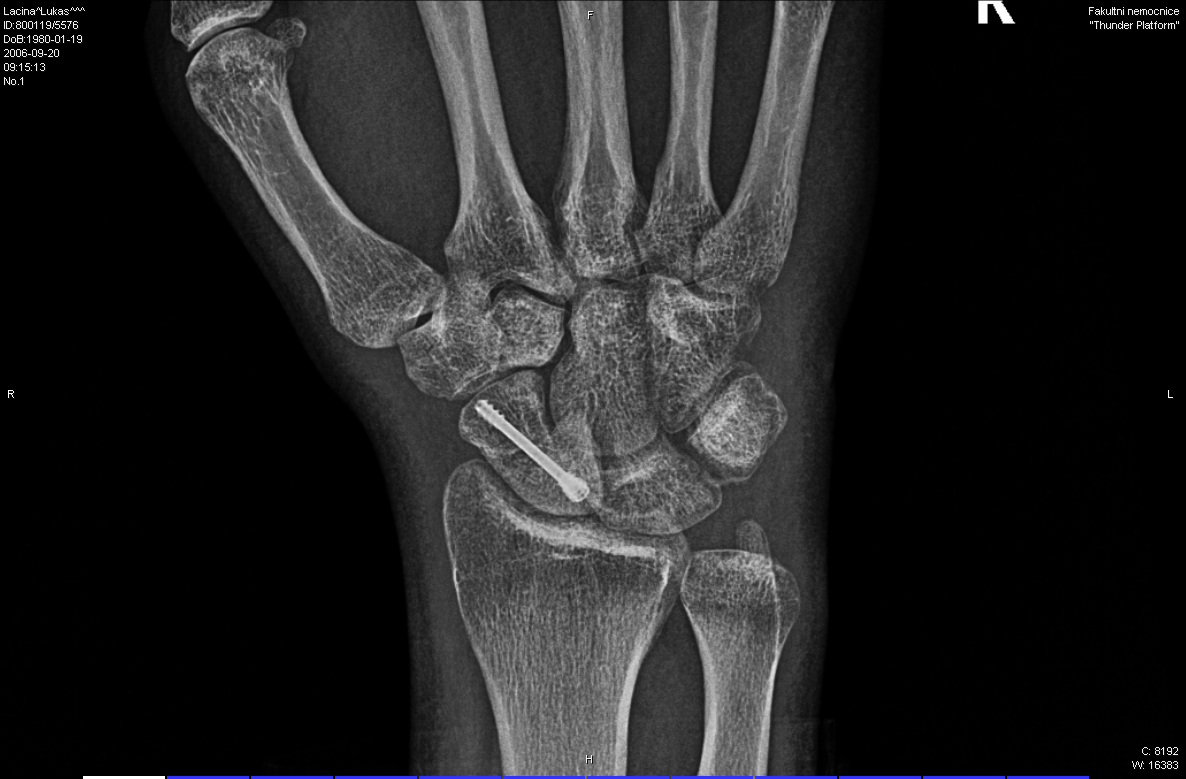 Lacina^Lukas^^^
ID:800119/5576
DoB:1980-01-19
2006-09-20
09:15:13
No.1
F
R
Fakultni nemocnice
"Thunder Platform"
R
L
H
C: 8192
W: 16383